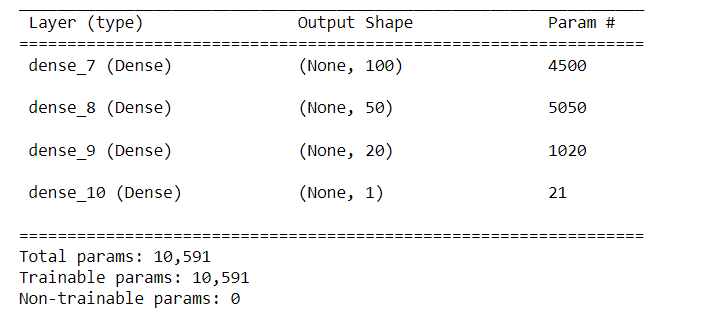 Layer (type) Output Shape Param #
=================================================================
dense_7 (Dense) (None, 100) 4500
dense_8 (Dense) (None, 50) 5050
dense_9 (Dense) (None, 20) 1020
dense_10 (Dense) (None, 1) 21
=================================================================
Total params: 10,591
Trainable params: 10,591
Non-trainable params: 0